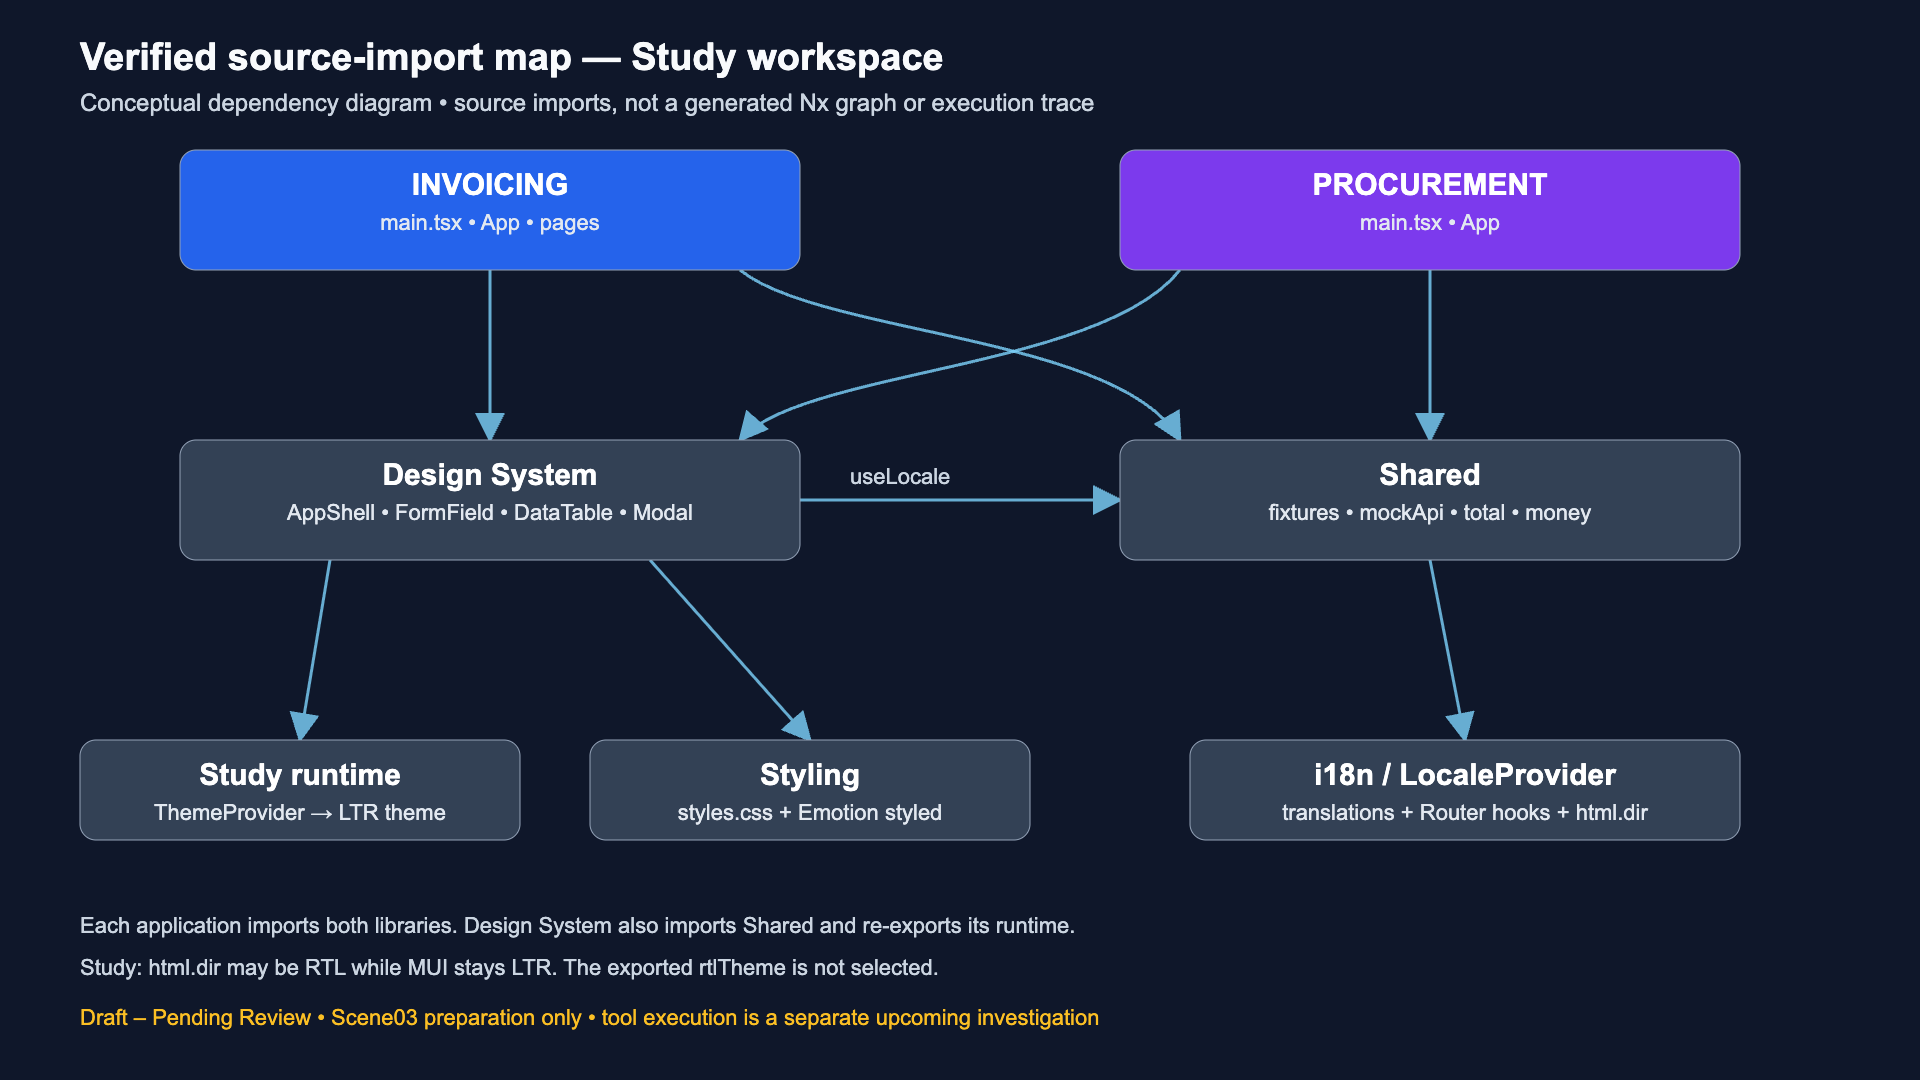 Verified source-import map — Study workspace
Conceptual dependency diagram • source imports, not a generated Nx graph or execution trace
INVOICING
main.tsx • App • pages
PROCUREMENT
main.tsx • App
Design System
AppShell • FormField • DataTable • Modal
useLocale
Shared
fixtures • mockApi • total • money
Study runtime
ThemeProvider → LTR theme
Styling
styles.css + Emotion styled
i18n / LocaleProvider
translations + Router hooks + html.dir
Each application imports both libraries. Design System also imports Shared and re-exports its runtime.
Study: html.dir may be RTL while MUI stays LTR. The exported rtlTheme is not selected.
Draft – Pending Review • Scene03 preparation only • tool execution is a separate upcoming investigation